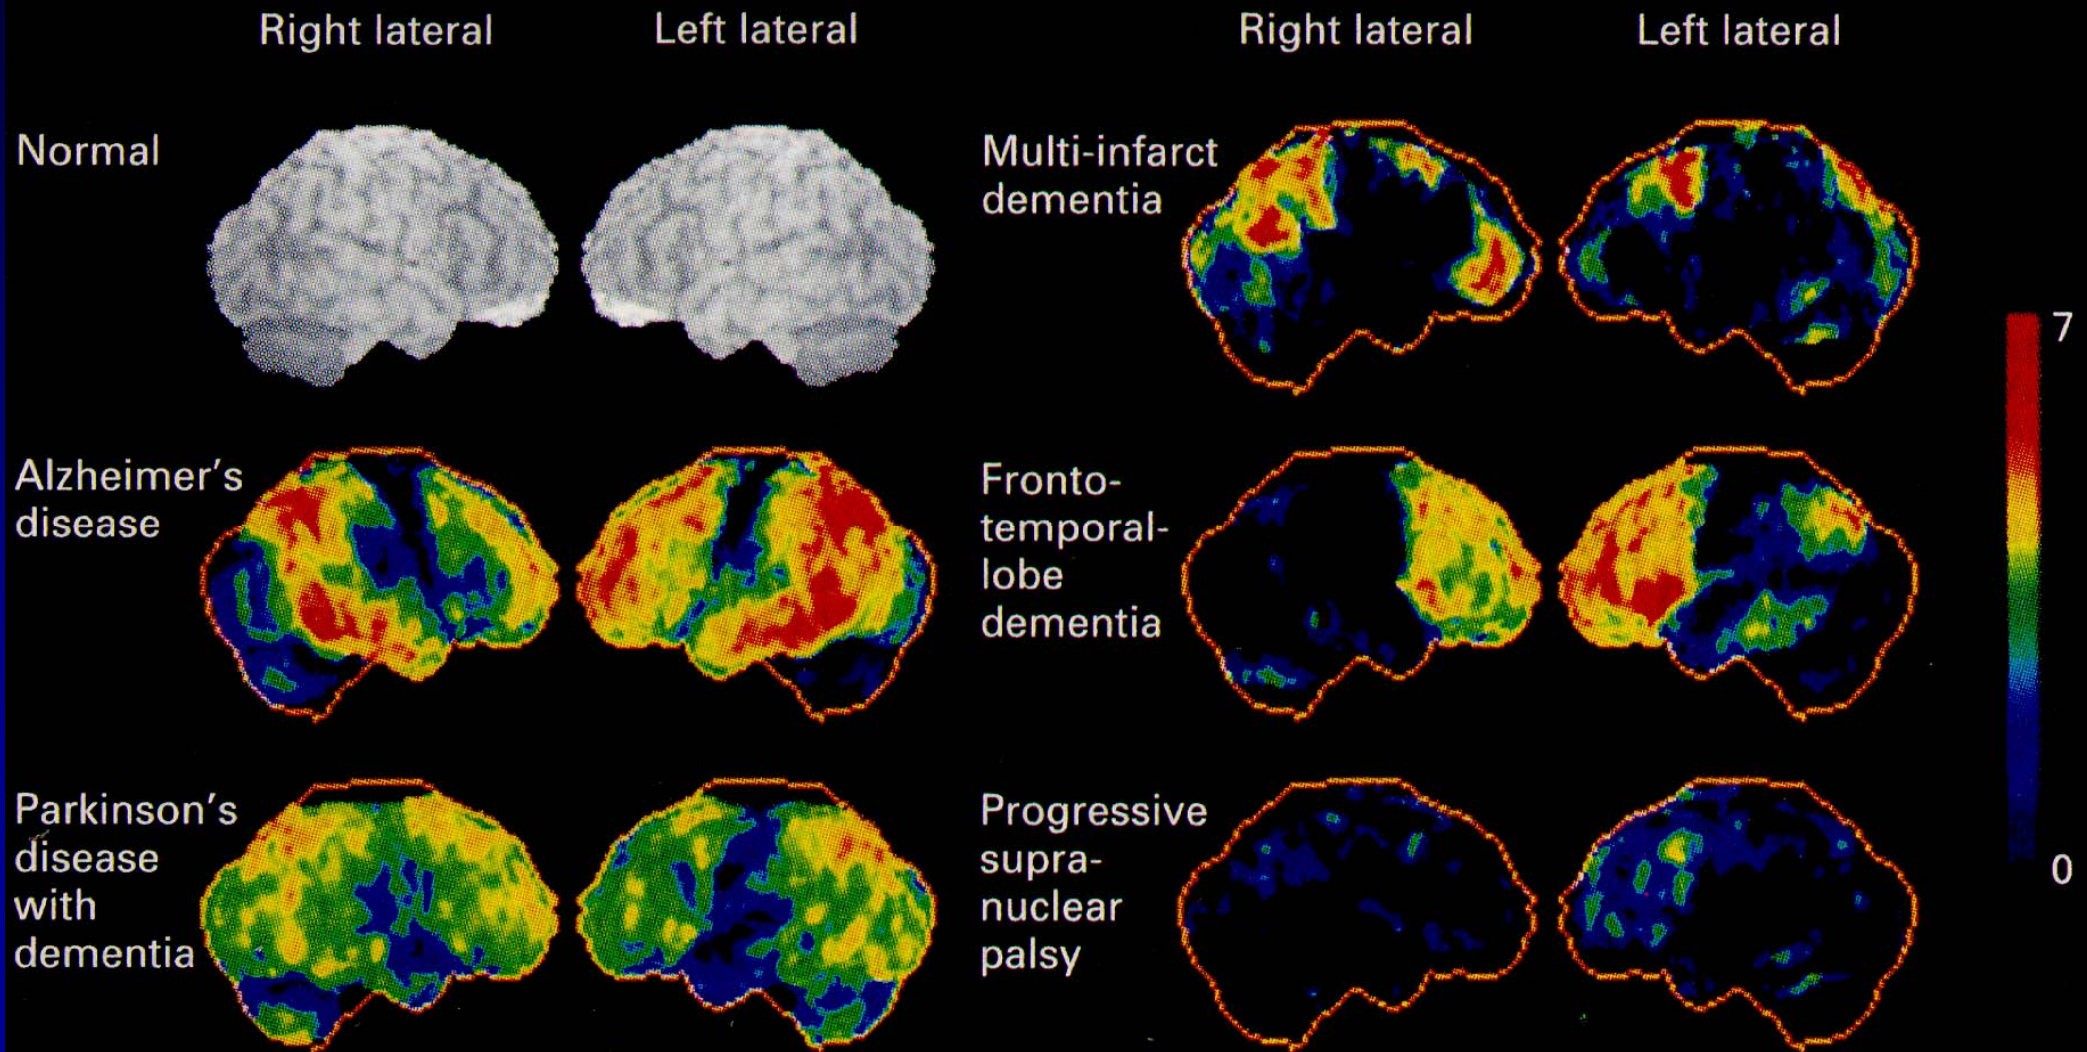 Right lateral
Left lateral
Right lateral
Left lateral
Normal
Multi-infarct
dementia
7
Alzheimer's
disease
Fronto-
temporal-
lobe
dementia
Parkinson's
disease
with
dementia
Progressive
supra-
nuclear
palsy
0